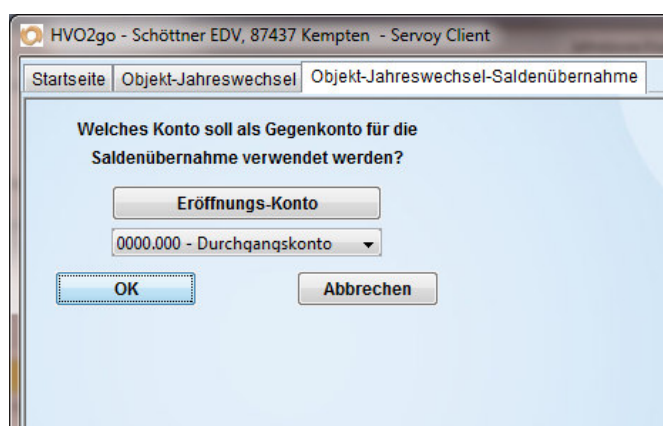 HVO2go - Schöttner EDV, 87437 Kempten - Servoy Client
Startseite Objekt-Jahreswechsel Objekt-Jahreswechsel-Saldenübernahme
Welches Konto soll als Gegenkonto für die
Saldenübernahme verwendet werden?
Eröffnungs-Konto
0000.000 - Durchgangskonto
OK Abbrechen